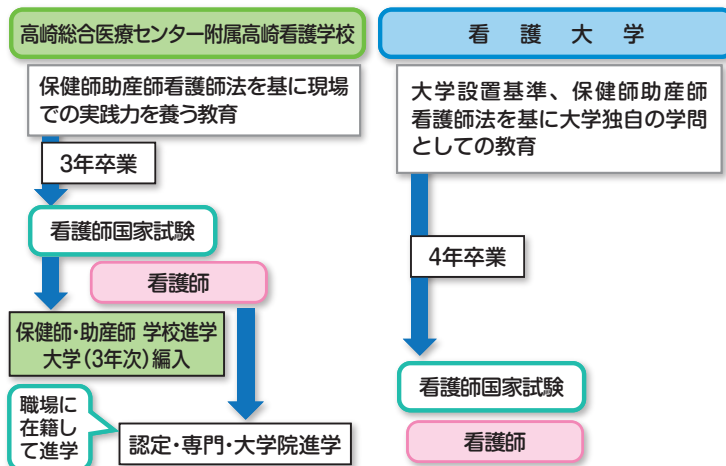 高崎総合医療センター附属高崎看護学校
保健師助産師看護師法を基に現場
での実践力を養う教育
3年卒業
看護師国家試験
看護師
保健師・助産師 学校進学
大学（3年次）編入
職場に
在籍し
て進学
認定・専門・大学院進学
看護大学
大学設置基準、保健師助産師
看護師法を基に大学独自の学問
としての教育
4年卒業
看護師国家試験
看護師